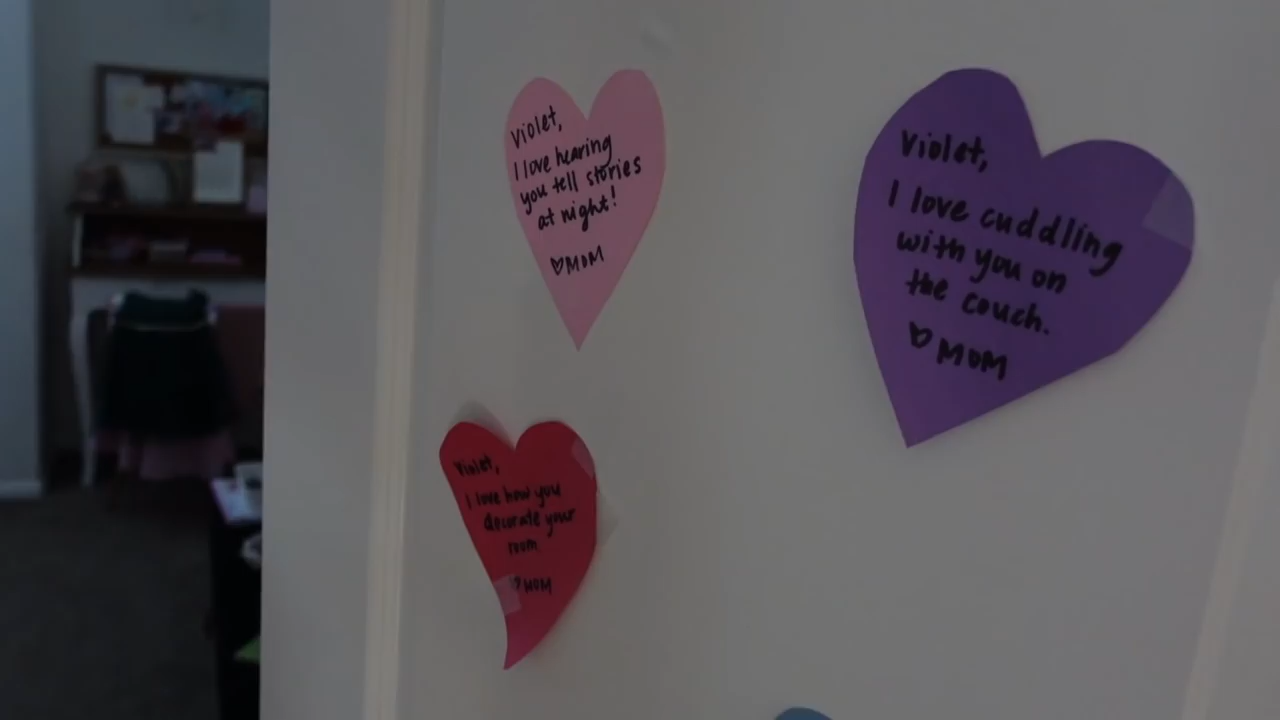 Violet,
I love hearing
you tell stories
at night!
♡MOM
Violet,
I love cuddling
with you on
the couch.
♡ MOM
Violet,
I love how you
decorate your
room.
♡MOM